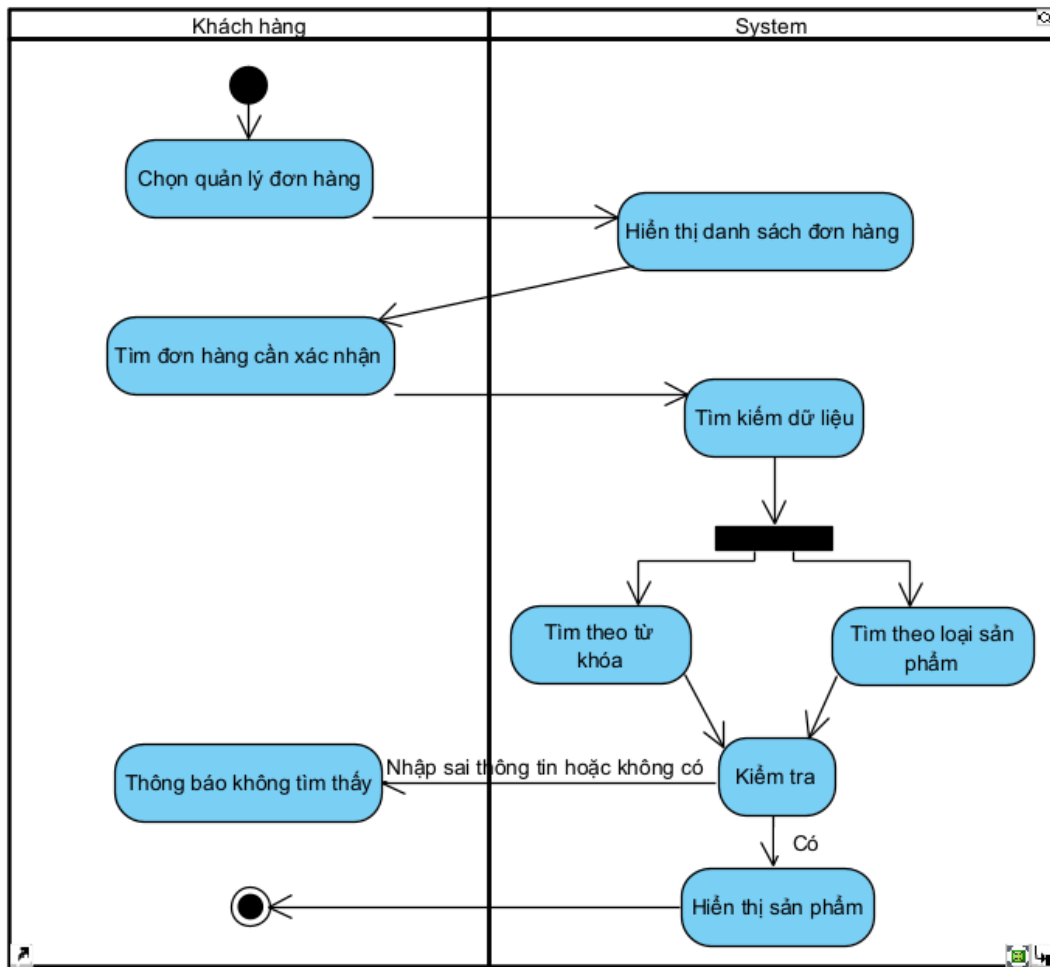 Khách hàng
System
Chọn quản lý đơn hàng
Hiển thị danh sách đơn hàng
Tìm đơn hàng cần xác nhận
Tìm kiếm dữ liệu
Tìm theo từ
khóa
Tìm theo loại sản
phẩm
Nhập sai thông tin hoặc không có
Thông báo không tìm thấy
Kiểm tra
Có
Hiển thị sản phẩm